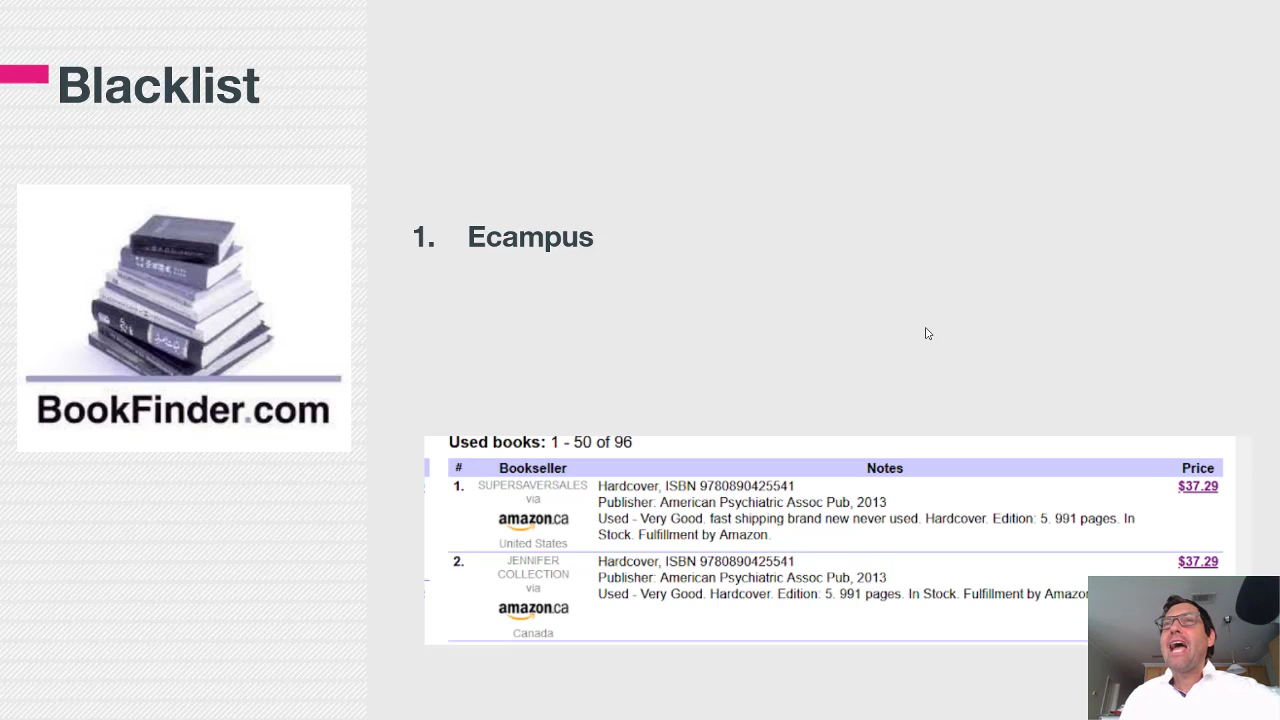 Blacklist
BookFinder.com
1. Ecampus
Used books: 1 - 50 of 96
# Bookseller Notes Price
1. SUPERSAVERSALES Hardcover, ISBN 9780890425541 $37.29
via Publisher: American Psychiatric Assoc Pub, 2013
amazon.ca Used - Very Good. fast shipping brand new never used. Hardcover. Edition: 5. 991 pages. In
Stock. Fulfillment by Amazon.
United States
2. JENNIFER Hardcover, ISBN 9780890425541 $37.29
COLLECTION Publisher: American Psychiatric Assoc Pub, 2013
via Used - Very Good. Hardcover. Edition: 5. 991 pages. In Stock. Fulfillment by Amazon
amazon.ca
Canada